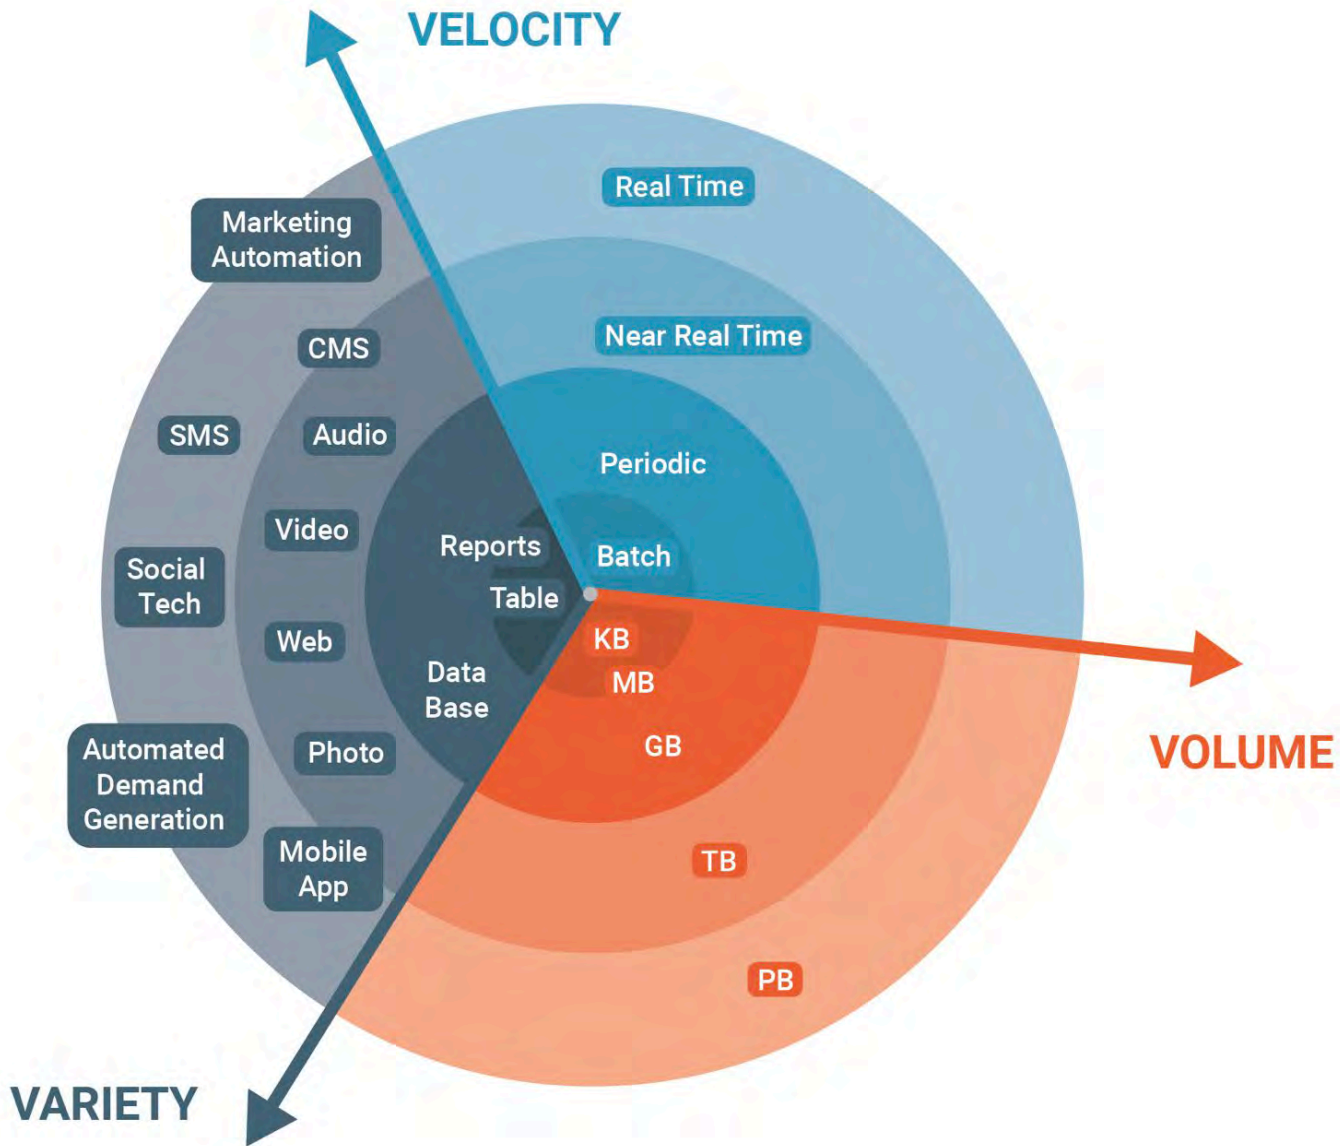 VELOCITY
Real Time
Near Real Time
Periodic
Batch
Marketing
Automation
CMS
SMS
Audio
Video
Social
Tech
Web
Automated
Demand
Generation
Photo
Mobile
App
Reports
Table
Data
Base
KB
MB
GB
TB
PB
VOLUME
VARIETY